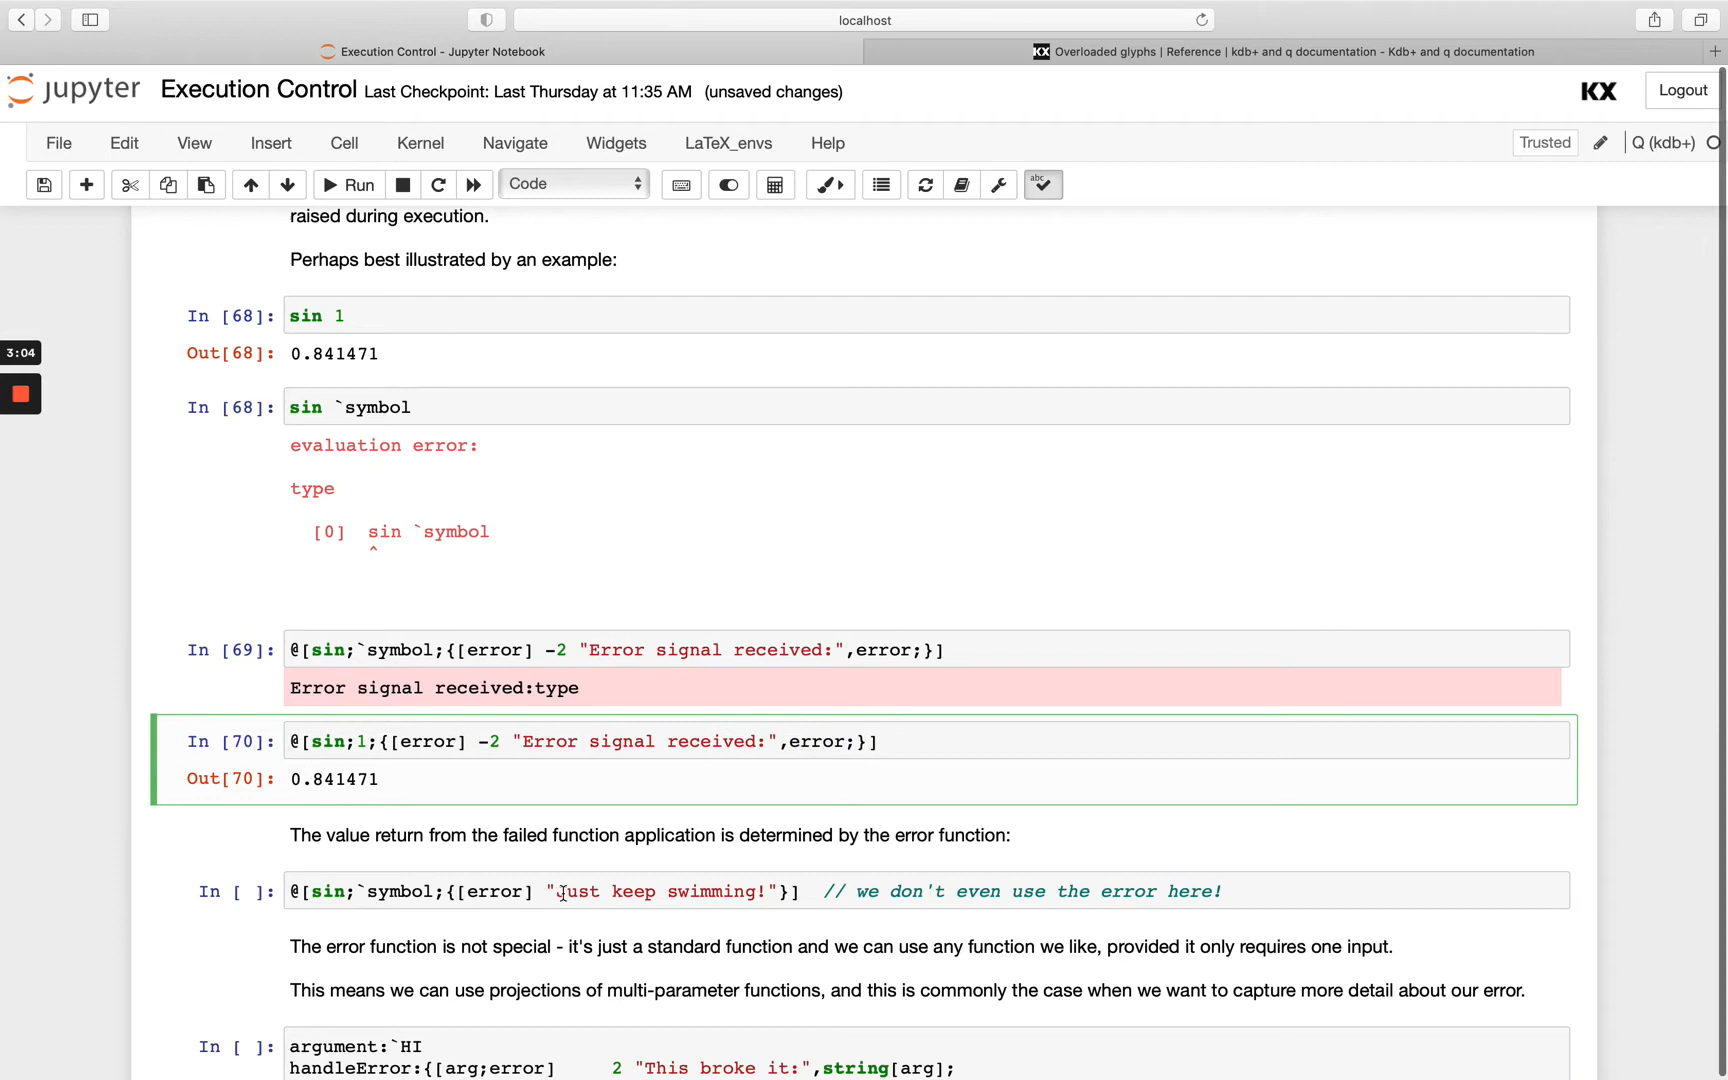 localhost
Execution Control - Jupyter Notebook
KX Overloaded glyphs | Reference | kdb+ and q documentation - Kdb+ and q documentation
jupyter Execution Control Last Checkpoint: Last Thursday at 11:35 AM (unsaved changes) KX Logout
File Edit View Insert Cell Kernel Navigate Widgets LaTeX_envs Help Trusted Q (kdb+)
Run Code abc
raised during execution.
Perhaps best illustrated by an example:
In [68]: sin 1
3:04
Out[68]: 0.841471
In [68]: sin `symbol
evaluation error:
type
[0] sin `symbol
^
In [69]: @[sin;`symbol;{[error] -2 "Error signal received:",error;}]
Error signal received:type
In [70]: @[sin;1;{[error] -2 "Error signal received:",error;}]
Out[70]: 0.841471
The value return from the failed function application is determined by the error function:
In [ ]: @[sin;`symbol;{[error] "Just keep swimming!"}] // we don't even use the error here!
The error function is not special - it's just a standard function and we can use any function we like, provided it only requires one input.
This means we can use projections of multi-parameter functions, and this is commonly the case when we want to capture more detail about our error.
In [ ]: argument:`HI
handleError:{[arg;error] 2 "This broke it:",string[arg];